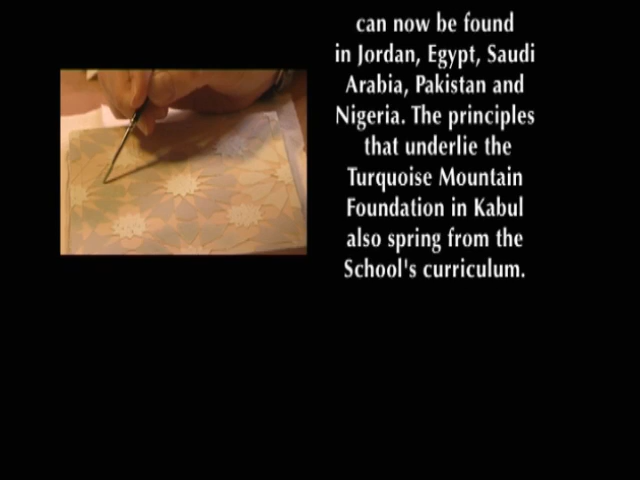 can now be found
in Jordan, Egypt, Saudi
Arabia, Pakistan and
Nigeria. The principles
that underlie the
Turquoise Mountain
Foundation in Kabul
also spring from the
School's curriculum.